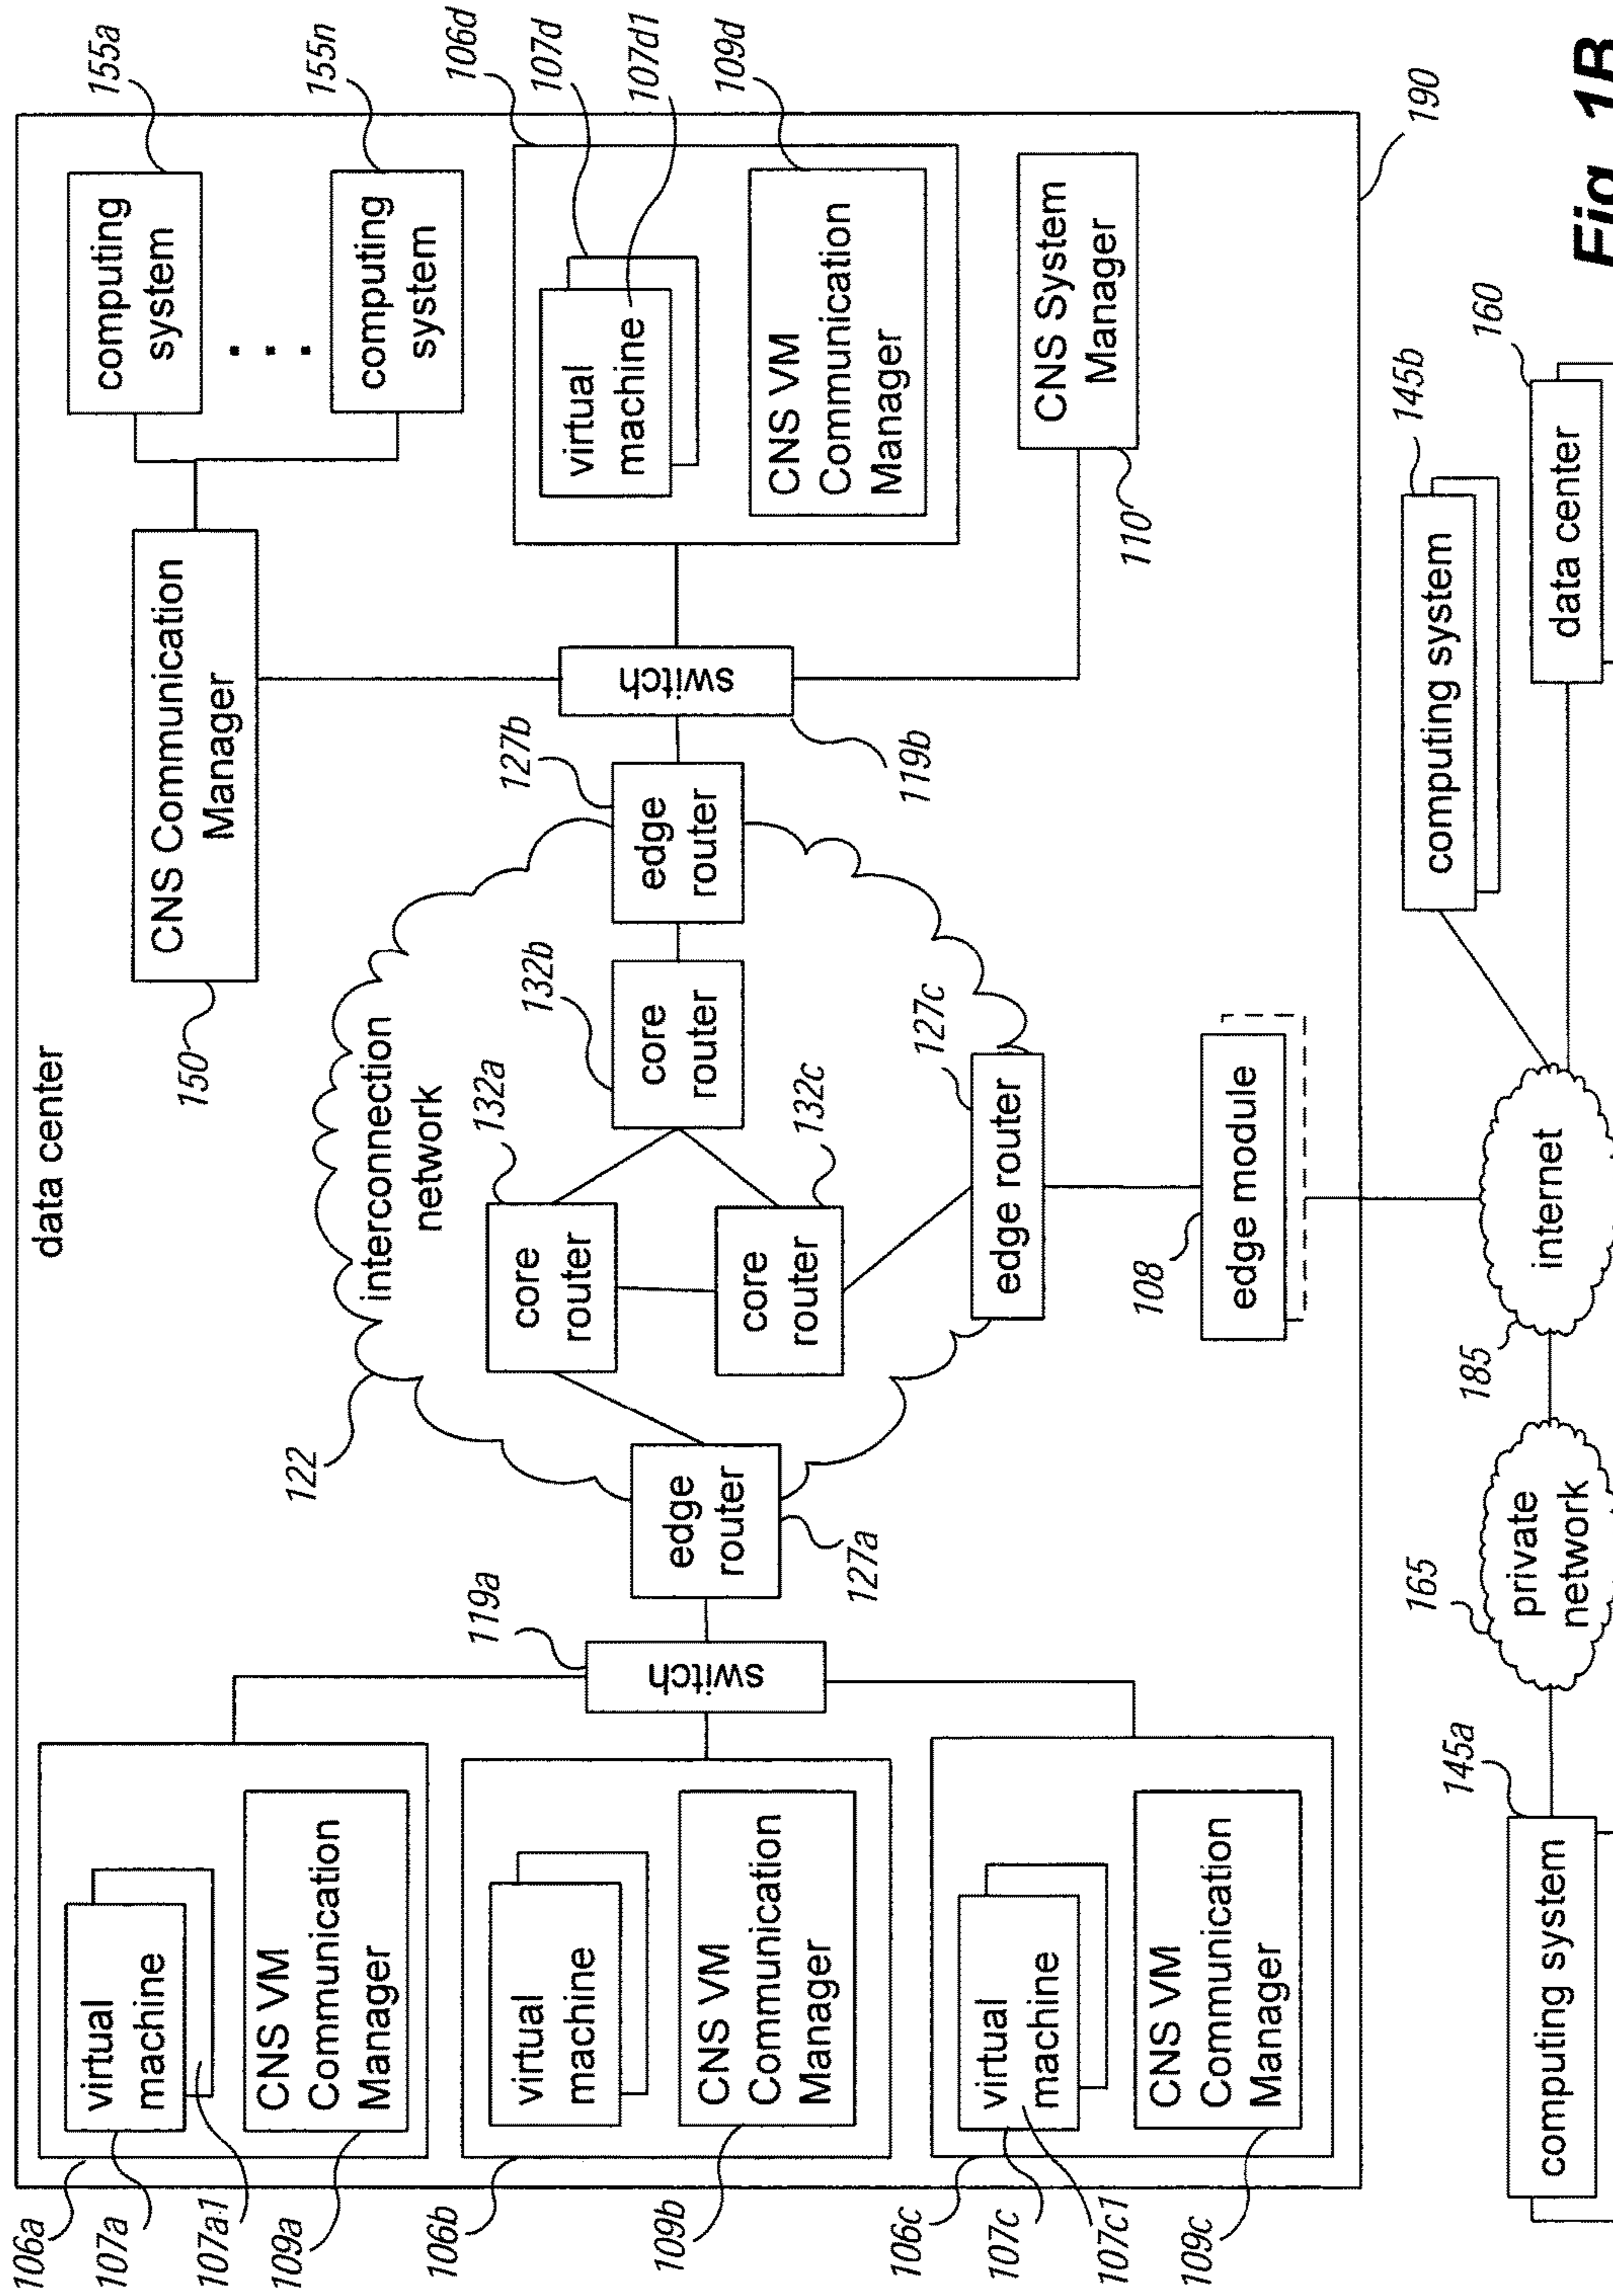 data center
106a
virtual
machine
107a
107a1
CNS VM
Communication
Manager
109a
106b
virtual
machine
CNS VM
Communication
Manager
109b
106c
virtual
machine
107c
107c1
CNS VM
Communication
Manager
109c
switch
119a
122
interconnection
network
edge
router
127a
core
router
132a
core
router
132b
core
router
132c
edge
router
127b
edge router
127c
edge module
108
switch
119b
CNS Communication
Manager
150
computing
system
155a
computing
system
155n
106d
virtual
machine
107d
107d1
CNS VM
Communication
Manager
109d
CNS System
Manager
110
190
computing system
145a
private
network
165
internet
185
computing system
145b
data center
160
Fig. 1B